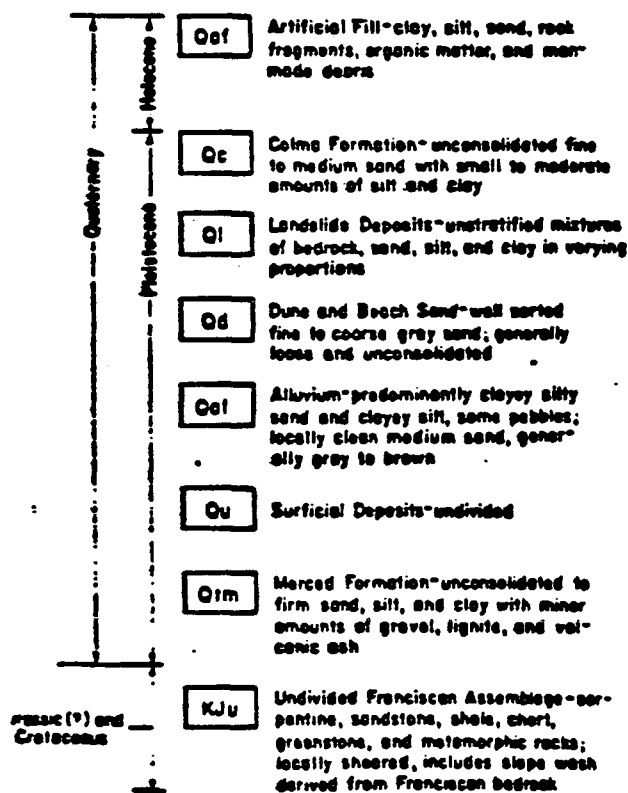 Qaf
Artificial Fill-clay, silt, sand, rock
fragments, organic matter, and man-
made debris
Holocene
Qc
Colma Formation-unconsolidated fine
to medium sand with small to moderate
amounts of silt and clay
Quaternary
Pleistocene
Ql
Landslide Deposits-unstratified mixtures
of bedrock, sand, silt, and clay in varying
proportions
Qd
Dune and Beach Sand-well sorted
fine to coarse gray sand; generally
loose and unconsolidated
Alluvium-predominantly clayey silty
sand and clayey silt, some pebbles;
locally clean medium sand, gener-
ally gray to brown
Qu
Surficial Deposits-undivided
QTm
Merced Formation-unconsolidated to
firm sand, silt, and clay with minor
amounts of gravel, lignite, and vol-
canic ash
KJu
Undivided Franciscan Assemblage-ser-
pentine, sandstone, shale, chert,
greenstone, and metamorphic rocks;
locally sheared, includes slope wash
derived from Franciscan bedrock
(?) and
Cretaceous